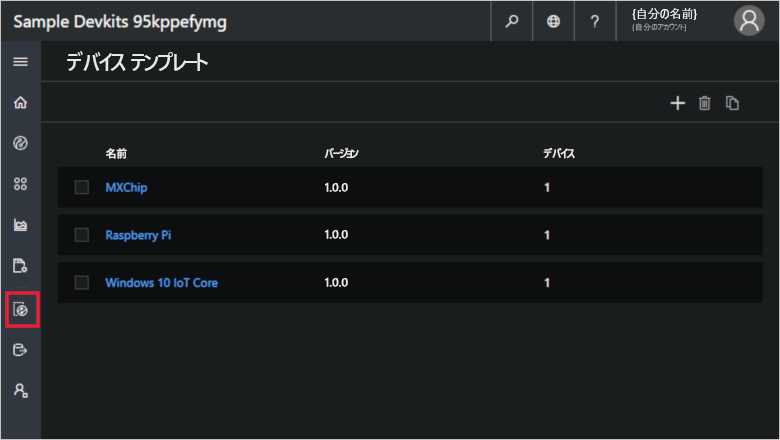 Sample Devkits 95kppefymg
?
{自分の名前}
{自分のアカウント}
デバイス テンプレート
名前 バージョン デバイス
MXChip 1.0.0 1
Raspberry Pi 1.0.0 1
Windows 10 IoT Core 1.0.0 1